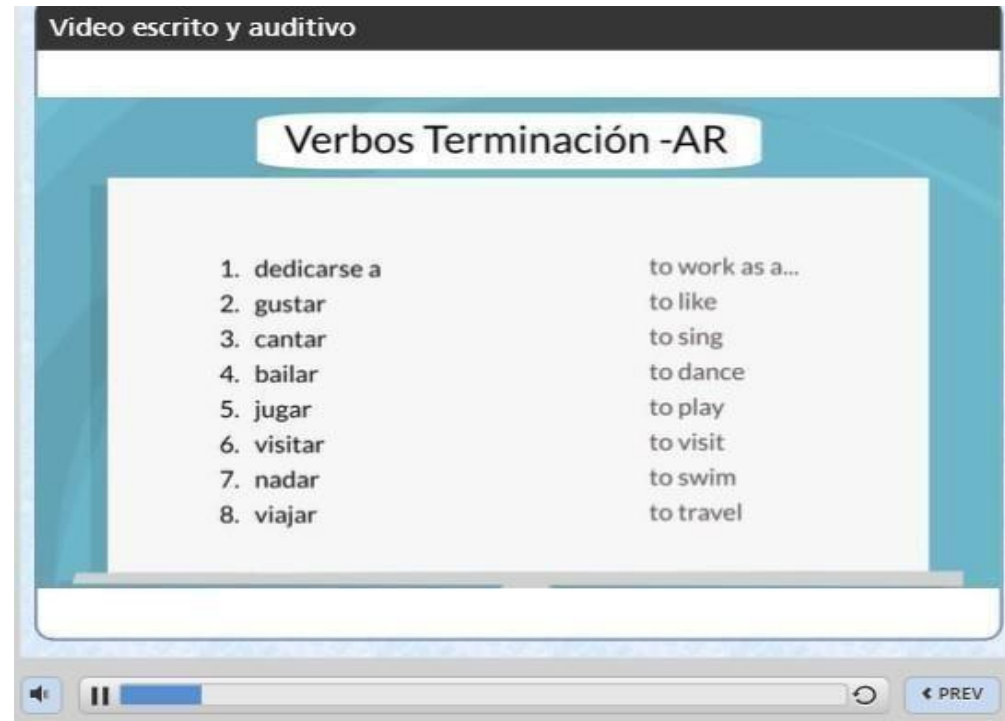 Video escrito y auditivo
Verbos Terminación -AR
1. dedicarse a to work as a...
2. gustar to like
3. cantar to sing
4. bailar to dance
5. jugar to play
6. visitar to visit
7. nadar to swim
8. viajar to travel
PREV